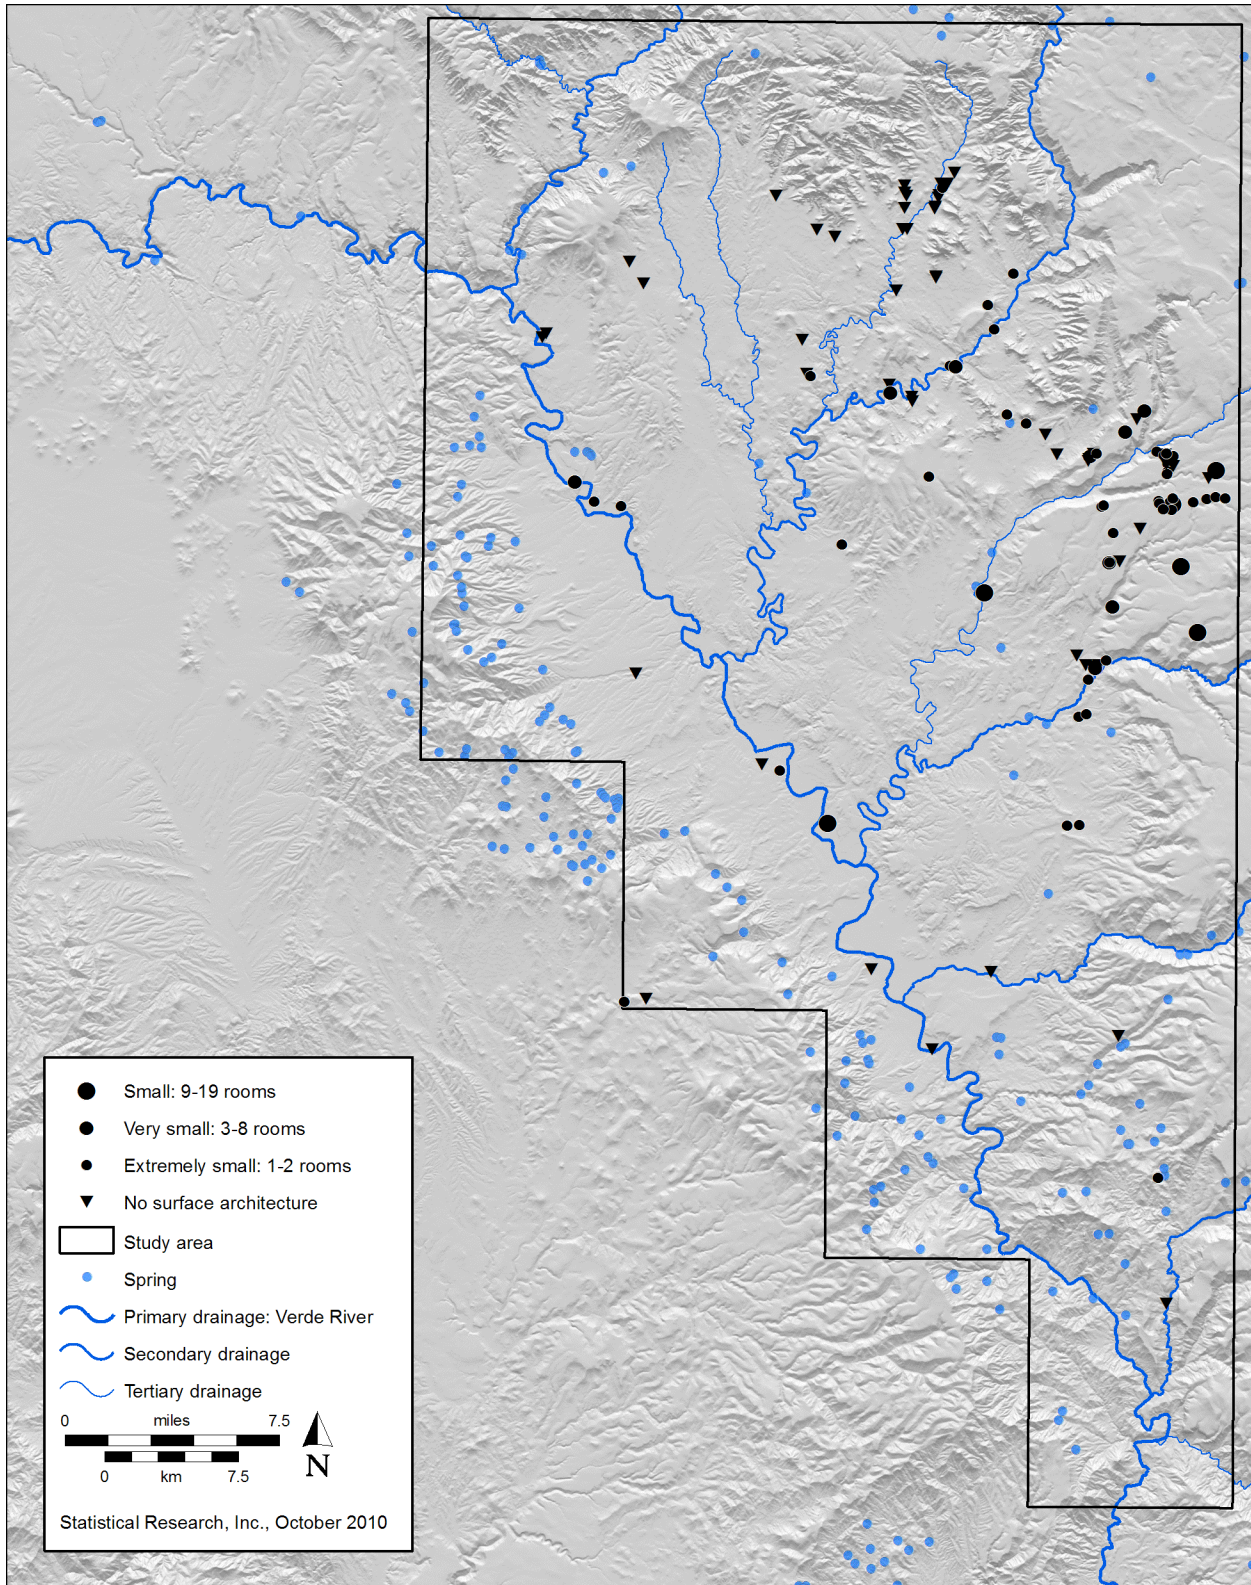 Small: 9-19 rooms
Very small: 3-8 rooms
Extremely small: 1-2 rooms
No surface architecture
Study area
Spring
Primary drainage: Verde River
Secondary drainage
Tertiary drainage
0 miles 7.5
0 km 7.5
N
Statistical Research, Inc., October 2010